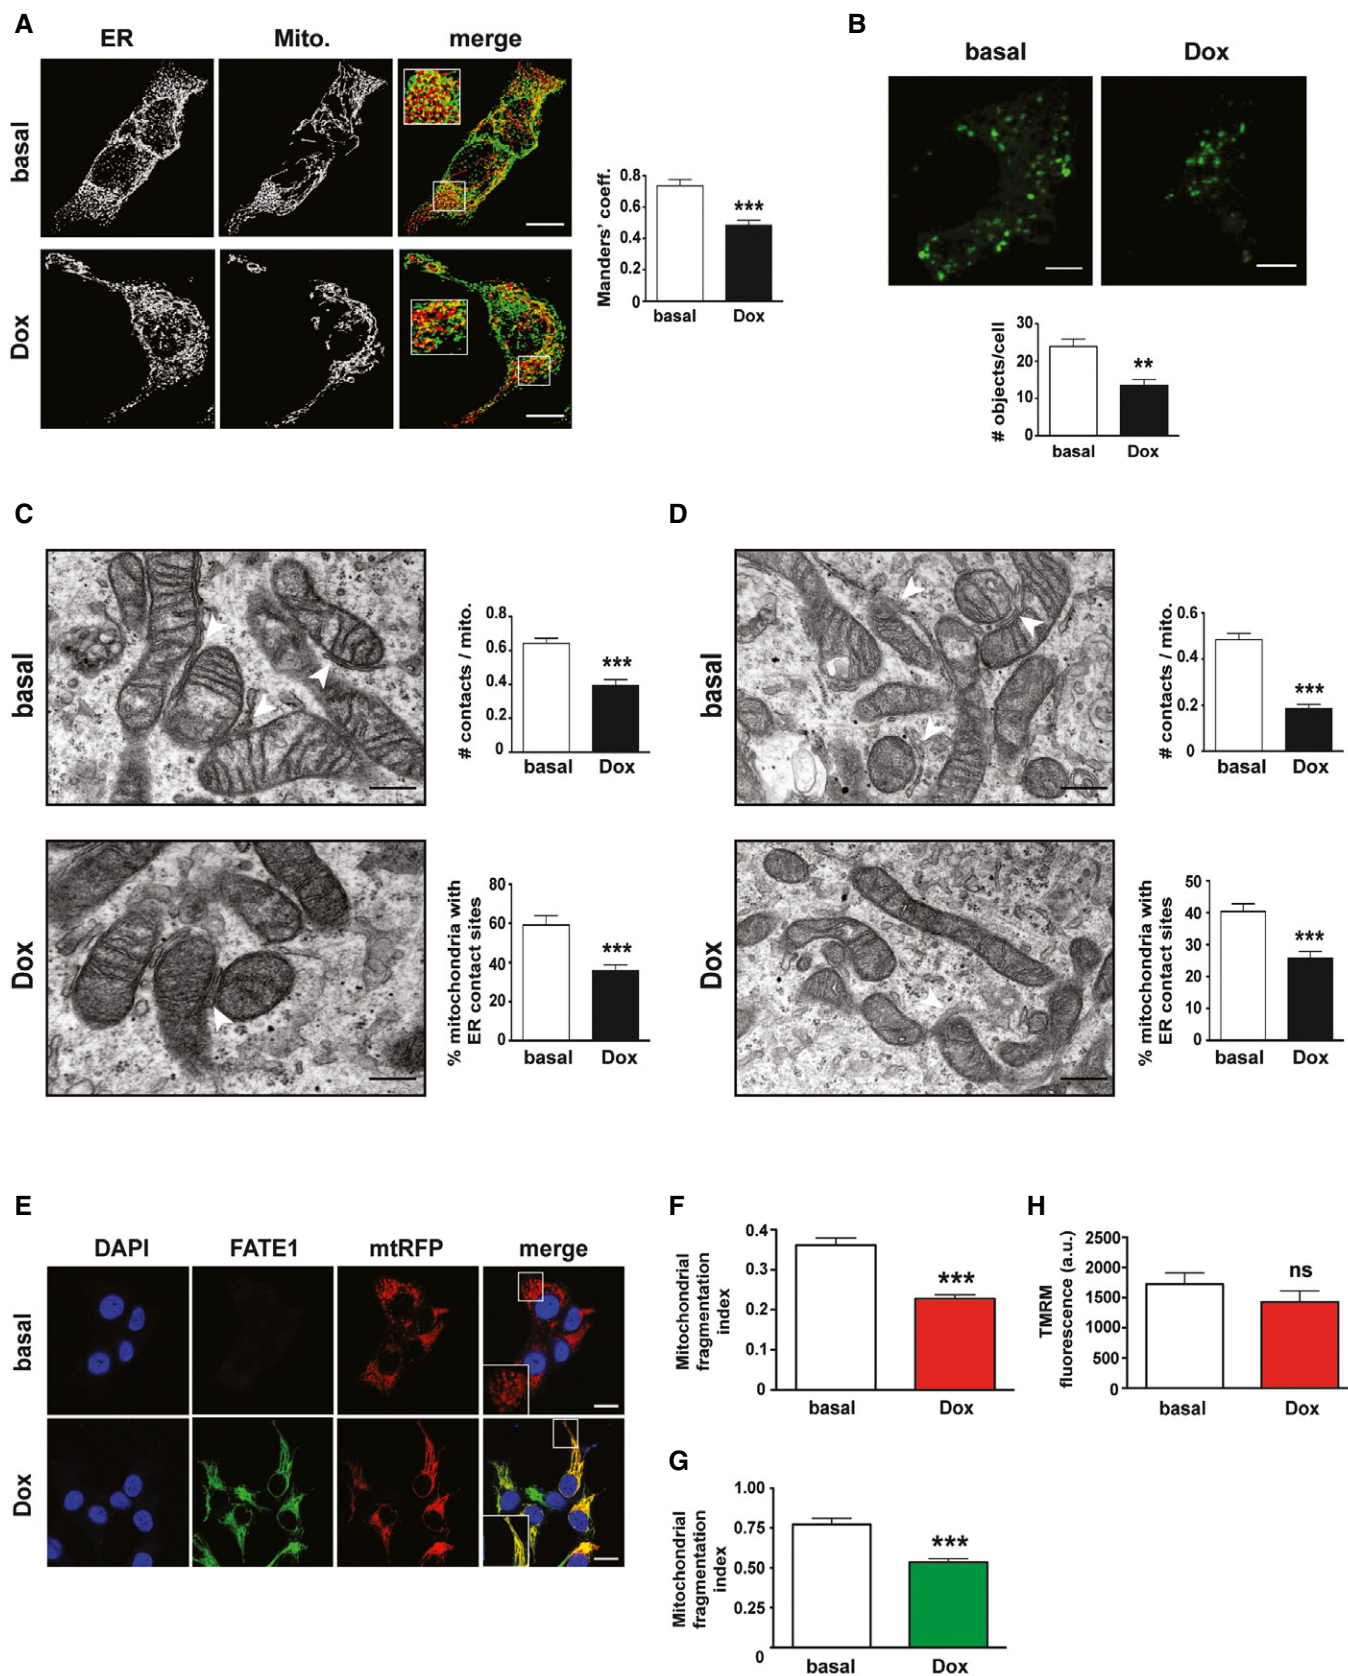 A
ER Mito. merge
basal
Dox
Manders' coeff.
0.8
0.6
0.4
0.2
0
***
basal Dox
B
basal Dox
# objects/cell
30
20
10
0
**
basal Dox
C
basal
# contacts / mito.
0.8
0.6
0.4
0.2
0
***
basal Dox
Dox
% mitochondria with
ER contact sites
80
60
40
20
0
***
basal Dox
D
basal
# contacts / mito.
0.6
0.4
0.2
0
***
basal Dox
Dox
% mitochondria with
ER contact sites
50
40
30
20
10
0
***
basal Dox
E
DAPI FATE1 mtRFP merge
basal
Dox
F
Mitochondrial
fragmentation
index
0.4
0.3
0.2
0.1
0
***
basal Dox
H
TMRM
fluorescence (a.u.)
2500
2000
1500
1000
500
0
ns
basal Dox
G
Mitochondrial
fragmentation
index
1.00
0.75
0.50
0.25
0
***
basal Dox